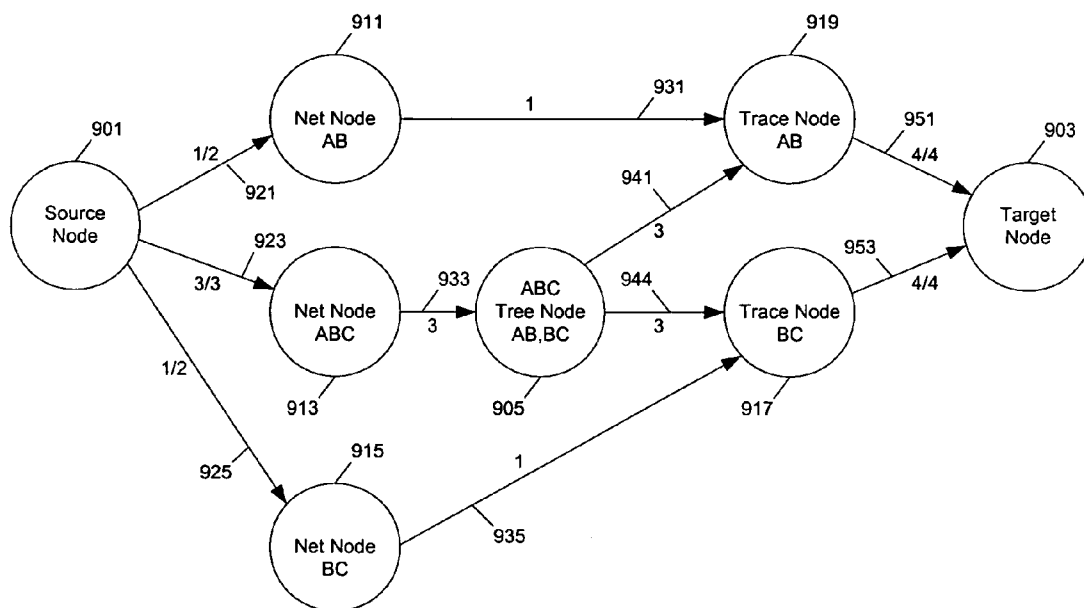 911
919
Net Node
AB
1
931
Trace Node
AB
951
4/4
903
901
1/2
921
941
Source
Node
923
3/3
933
3
944
3
953
4/4
Target
Node
Net Node
ABC
3
ABC
Tree Node
AB,BC
Trace Node
BC
1/2
913
905
917
925
915
1
935
Net Node
BC